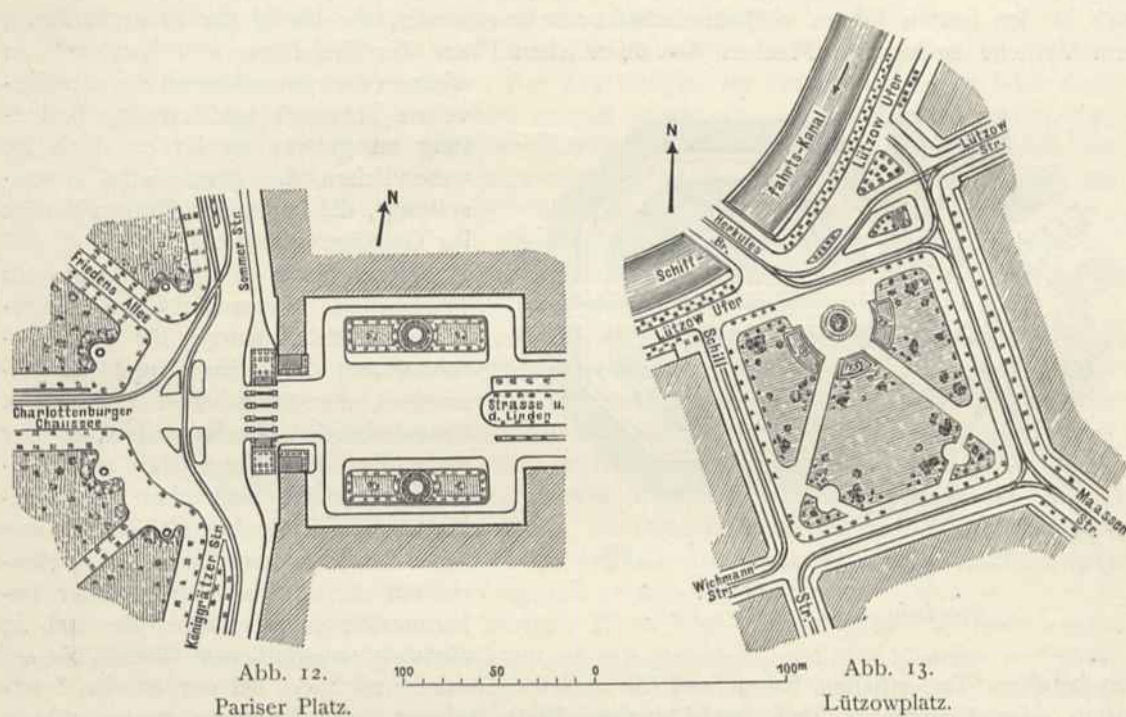 N
Friedens Allee
Sommer Str.
Charlottenburger
Chaussee
Strasse u.
d. Linden
Königgrätzer Str.
Abb. 12.
Pariser Platz.
100 50 0 100m
N
Fahrts-Kanal
Lützow Ufer
Lützow
Str.
Herkules
Br.
Schiff-
Lützow Ufer
Schill
Str.
Wichmann
Str.
Maassen
Str.
Abb. 13.
Lützowplatz.